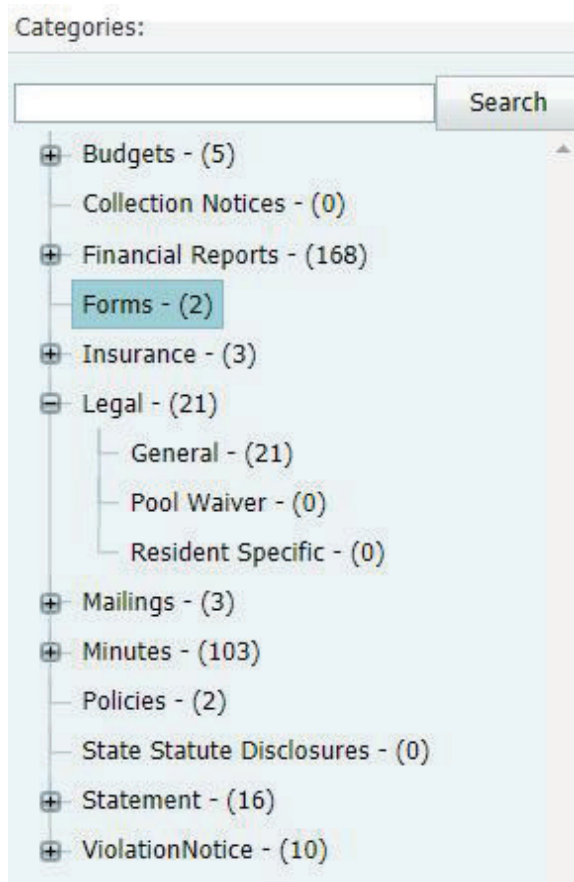 Categories:
Search
Budgets - (5)
Collection Notices - (0)
Financial Reports - (168)
Forms - (2)
Insurance - (3)
Legal - (21)
General - (21)
Pool Waiver - (0)
Resident Specific - (0)
Mailings - (3)
Minutes - (103)
Policies - (2)
State Statute Disclosures - (0)
Statement - (16)
ViolationNotice - (10)